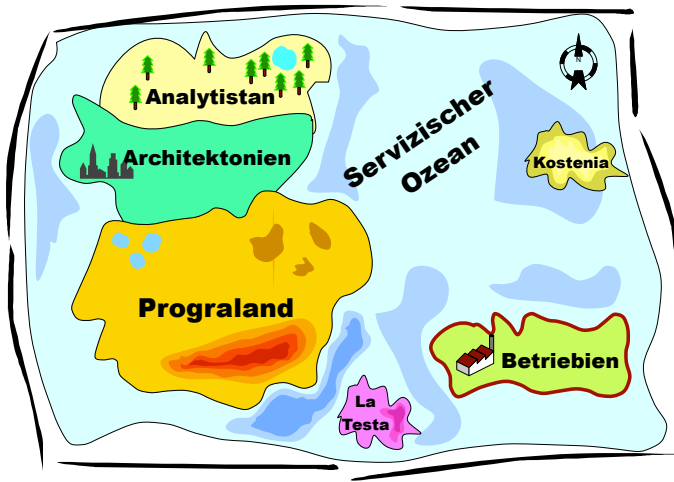 Analytistan
Servizischer
Ozean
Architektonien
Kostenia
N
Prograland
Betriebien
La
Testa